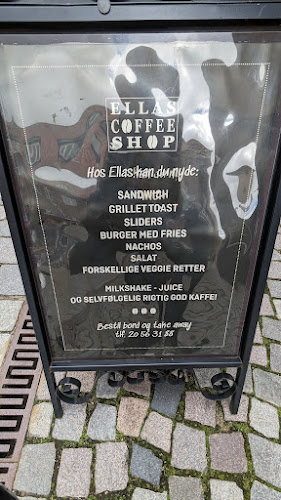 ELLAS
COFFEE
SHOP
Hos Ellas kan du nyde:
SANDWICH
GRILLET TOAST
SLIDERS
BURGER MED FRIES
NACHOS
SALAT
FORSKELLIGE VEGGIE RETTER
MILKSHAKE - JUICE
OG SELVFØLGELIG RIGTIG GOD KAFFE!
Bestil bord og take away
tlf. 20 56 31 55